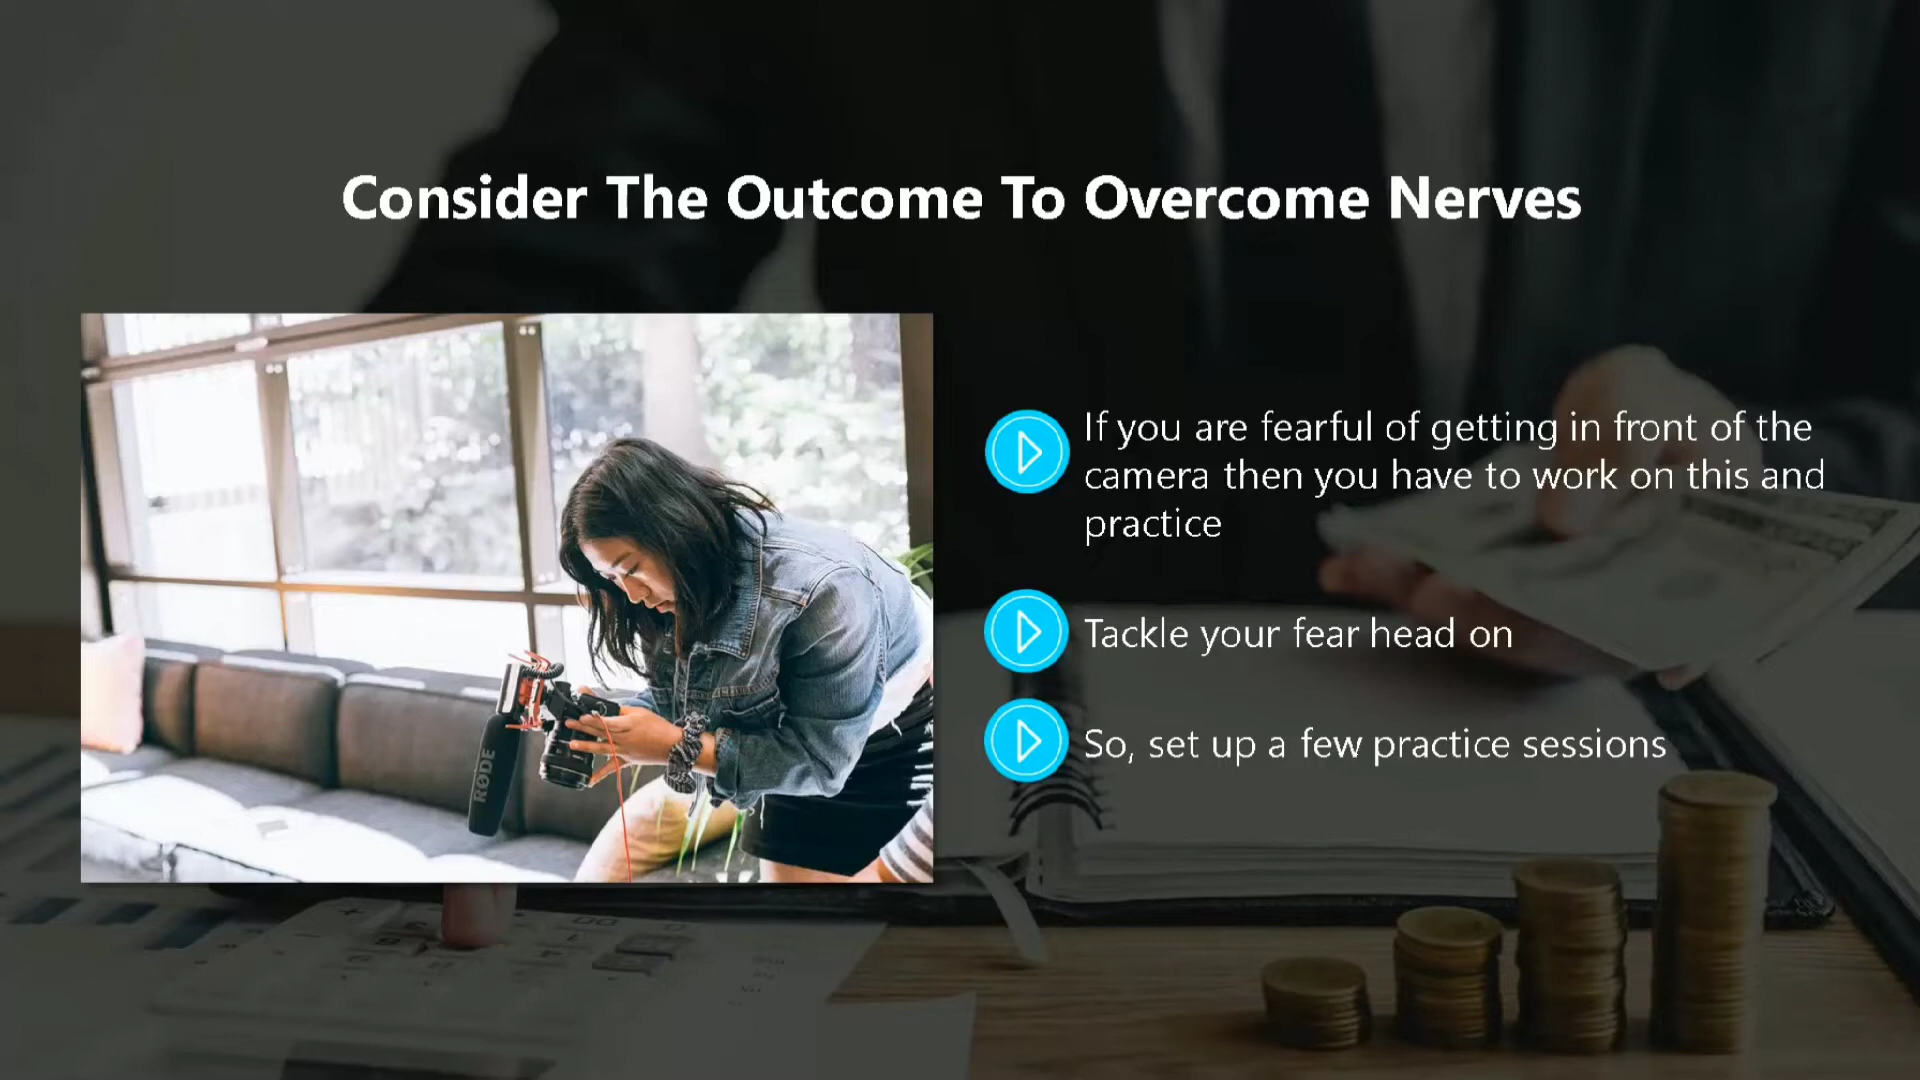 Consider The Outcome To Overcome Nerves
If you are fearful of getting in front of the
camera then you have to work on this and
practice
Tackle your fear head on
So, set up a few practice sessions
RØDE